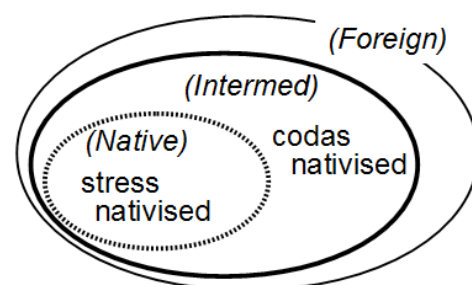 (Foreign)
(Intermed)
(Native)
codas
nativised
stress
nativised